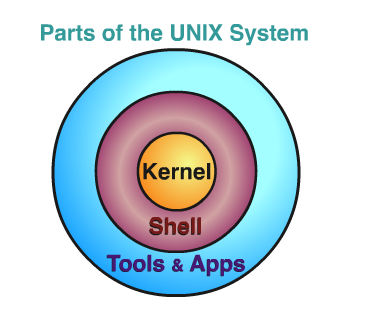 Parts of the UNIX System
Kernel
Shell
Tools & Apps